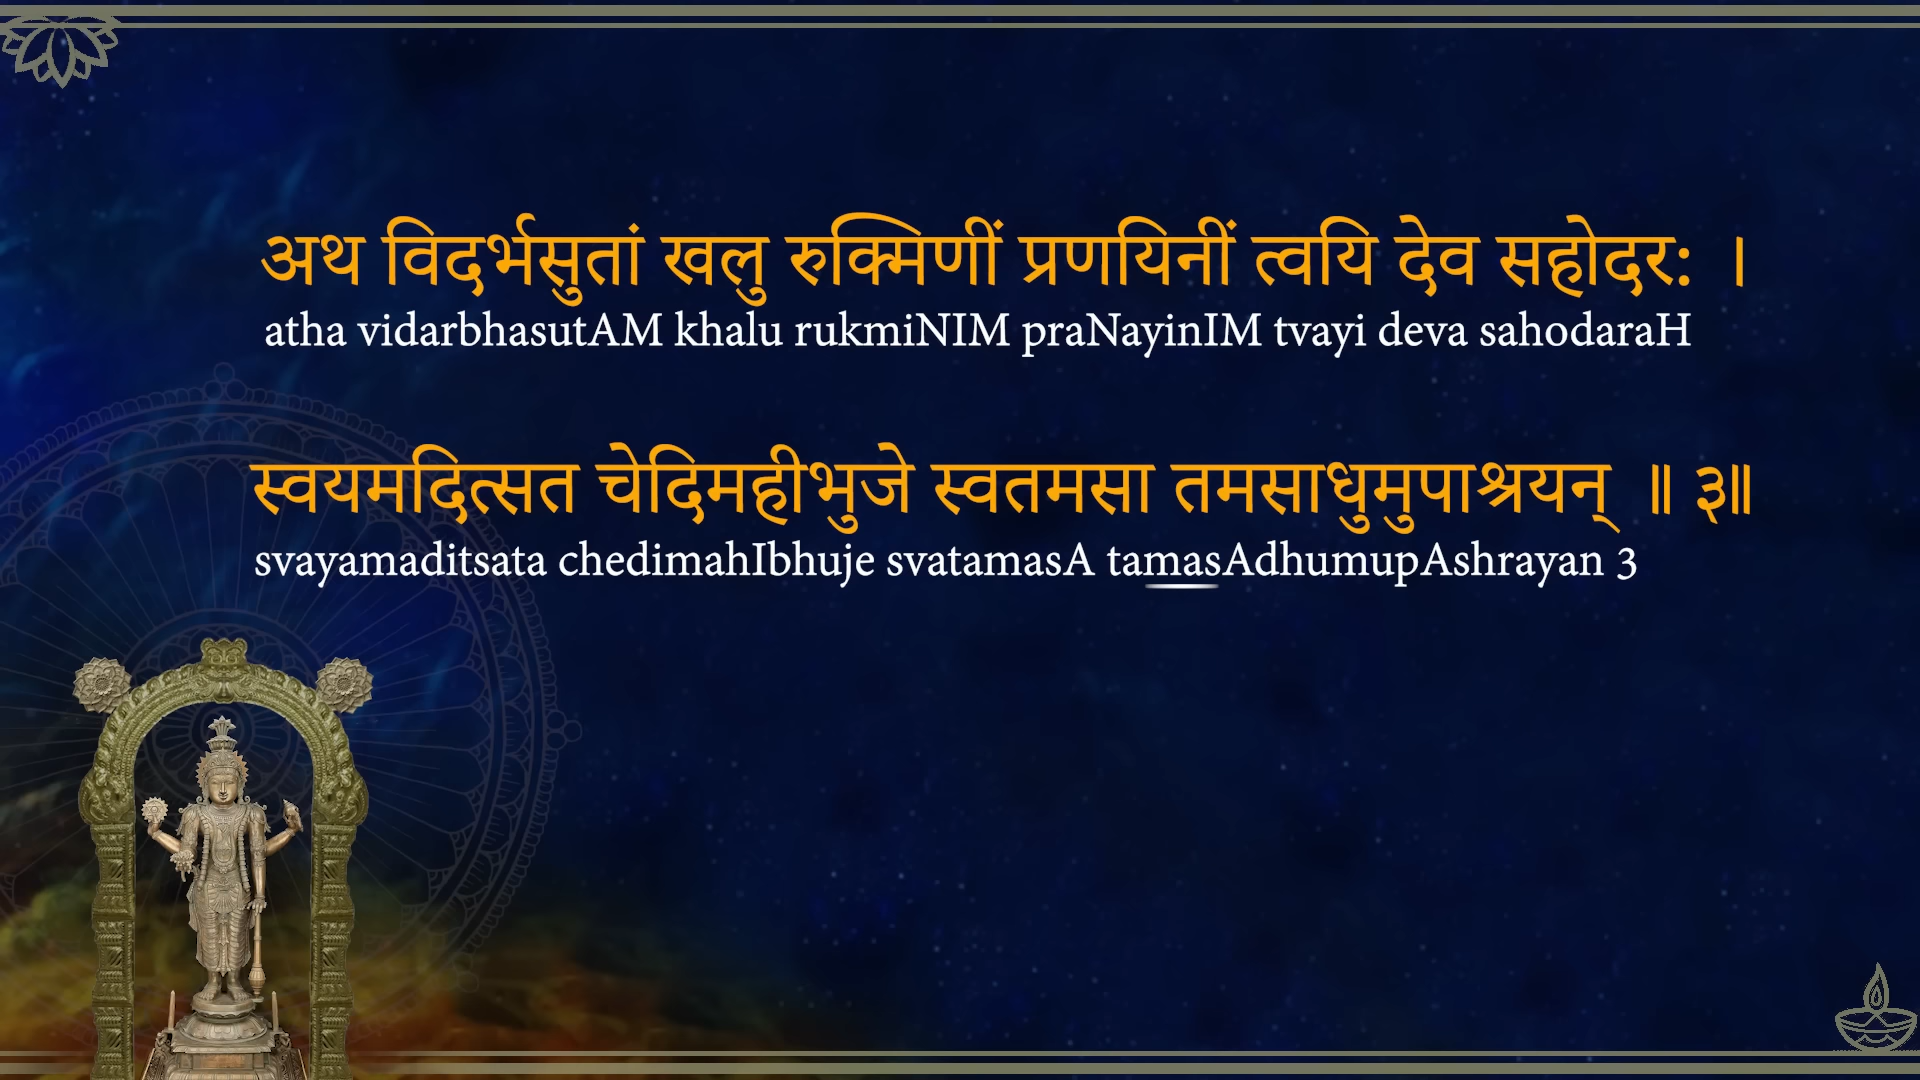 अथ विदर्भसुतां खलु रुक्मिणीं प्रणयिनीं त्वयि देव सहोदरः ।
atha vidarbhasutAM khalu rukmiNIM praNayinIM tvayi deva sahodaraH
स्वयमदित्सत चेदिमहीभुजे स्वतमसा तमसाधुमुपाश्रयन् ॥ ३॥
svayamaditsata chedimahIbhuje svatamasA tamasAdhumupAshrayan 3